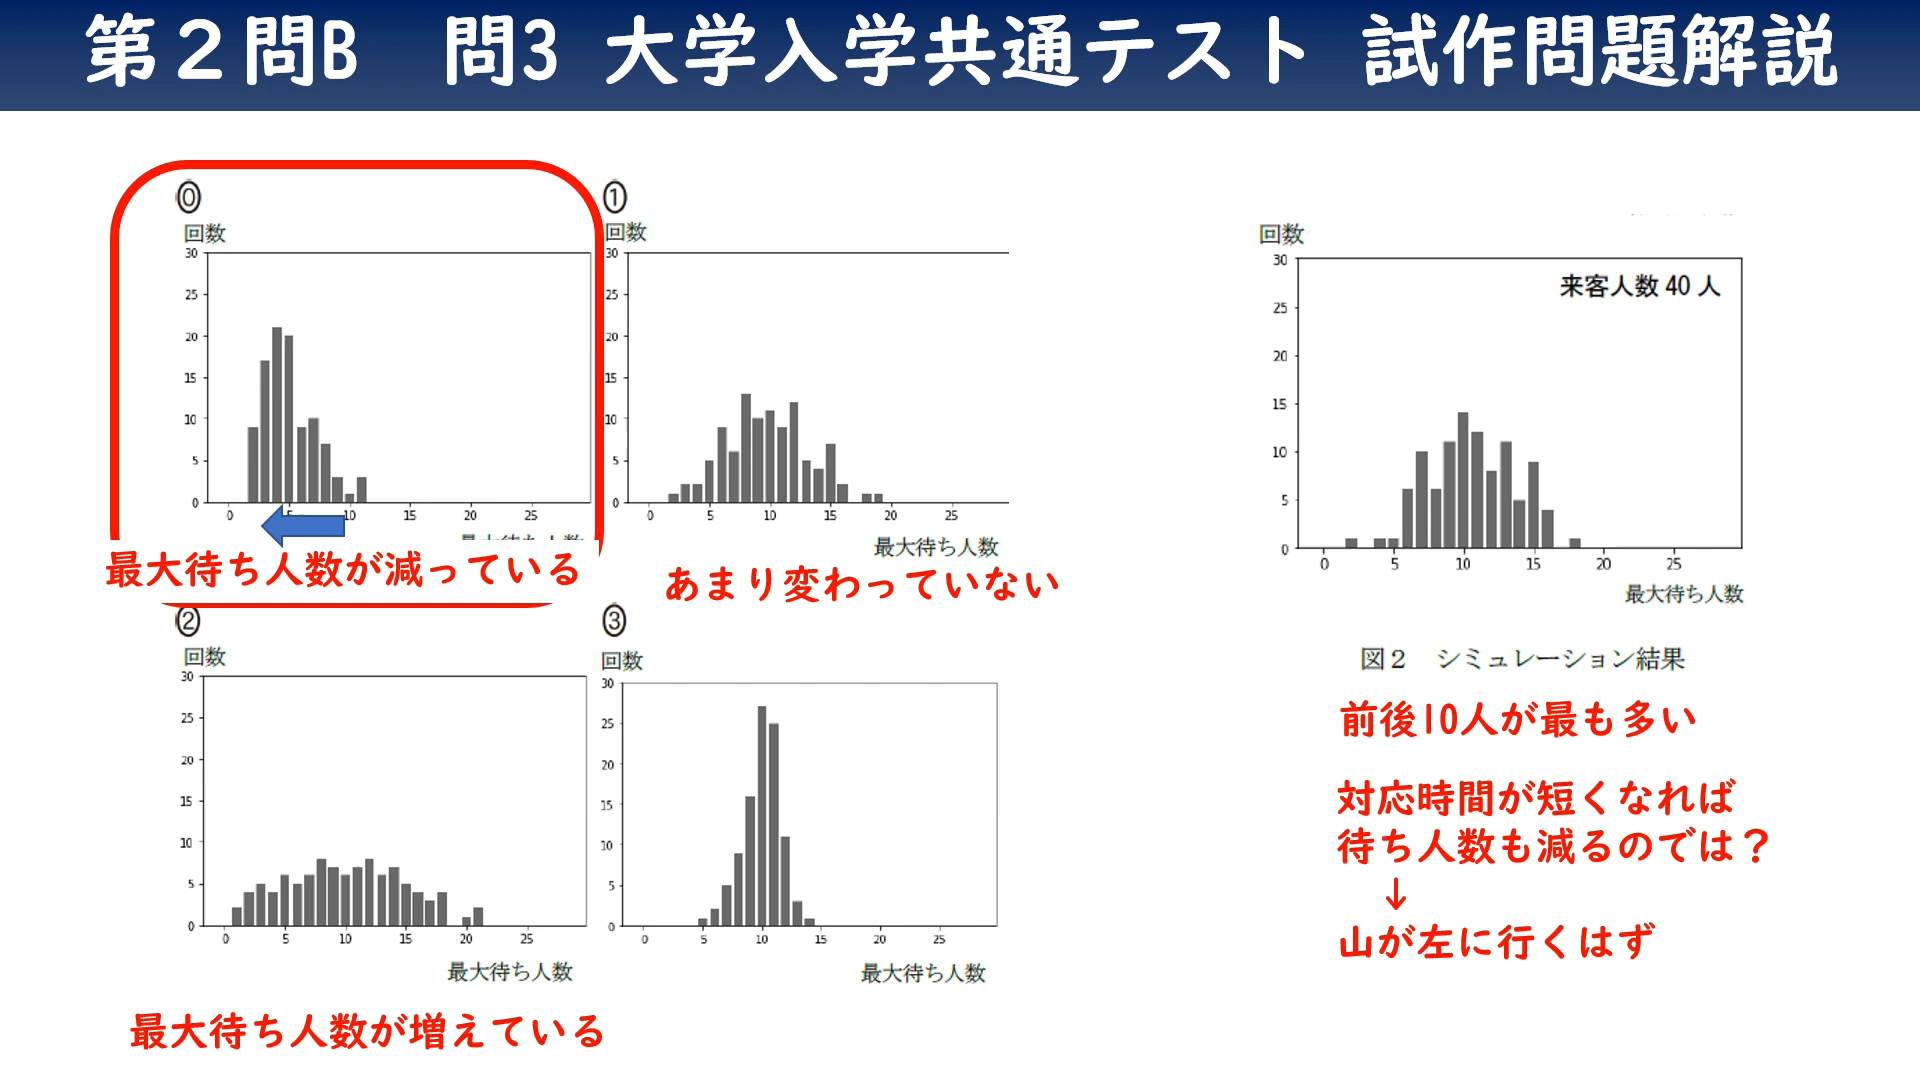 第2問B　問3 大学入学共通テスト 試作問題解説
⓪
回数
30
25
20
15
10
5
0
0 5 10 15 20 25
最大待ち人数が減っている
①
回数
30
25
20
15
10
5
0
0 5 10 15 20 25
最大待ち人数
あまり変わっていない
②
回数
30
25
20
15
10
5
0
0 5 10 15 20 25
最大待ち人数
最大待ち人数が増えている
③
回数
30
25
20
15
10
5
0
0 5 10 15 20 25
最大待ち人数
回数
来客人数 40 人
30
25
20
15
10
5
0
0 5 10 15 20 25
最大待ち人数
図2　シミュレーション結果
前後10人が最も多い
対応時間が短くなれば
待ち人数も減るのでは？
↓
山が左に行くはず